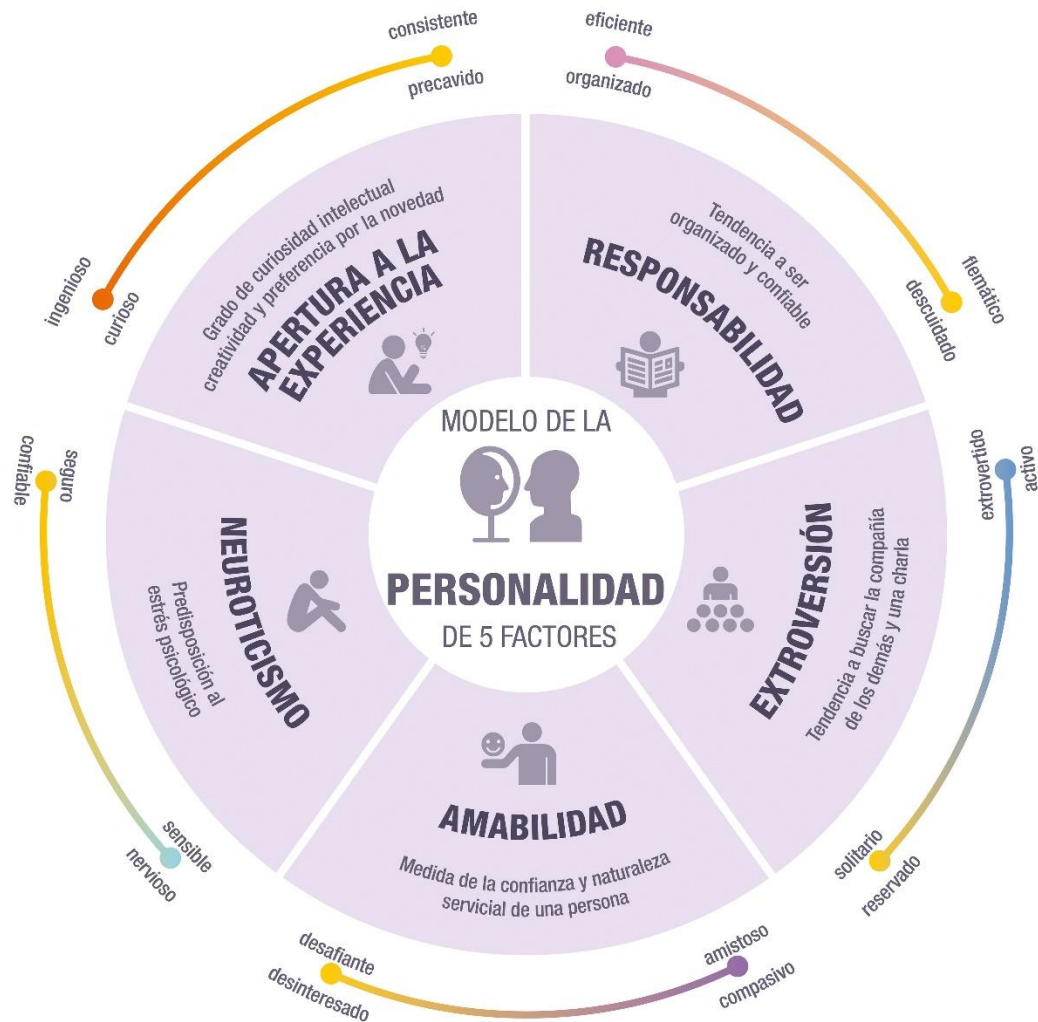 MODELO DE LA
PERSONALIDAD
DE 5 FACTORES
consistente
precavido
ingenioso
curioso
Grado de curiosidad intelectual
creatividad y preferencia por la novedad
APERTURA A LA
EXPERIENCIA
eficiente
organizado
flemático
descuidado
Tendencia a ser
organizado y confiable
RESPONSABILIDAD
activo
extrovertido
solitario
reservado
EXTROVERSIÓN
Tendencia a buscar la compañía
de los demás y una charla
AMABILIDAD
Medida de la confianza y naturaleza
servicial de una persona
amistoso
compasivo
desafiante
desinteresado
seguro
confiable
sensible
nervioso
NEUROTICISMO
Predisposición al
estrés psicológico